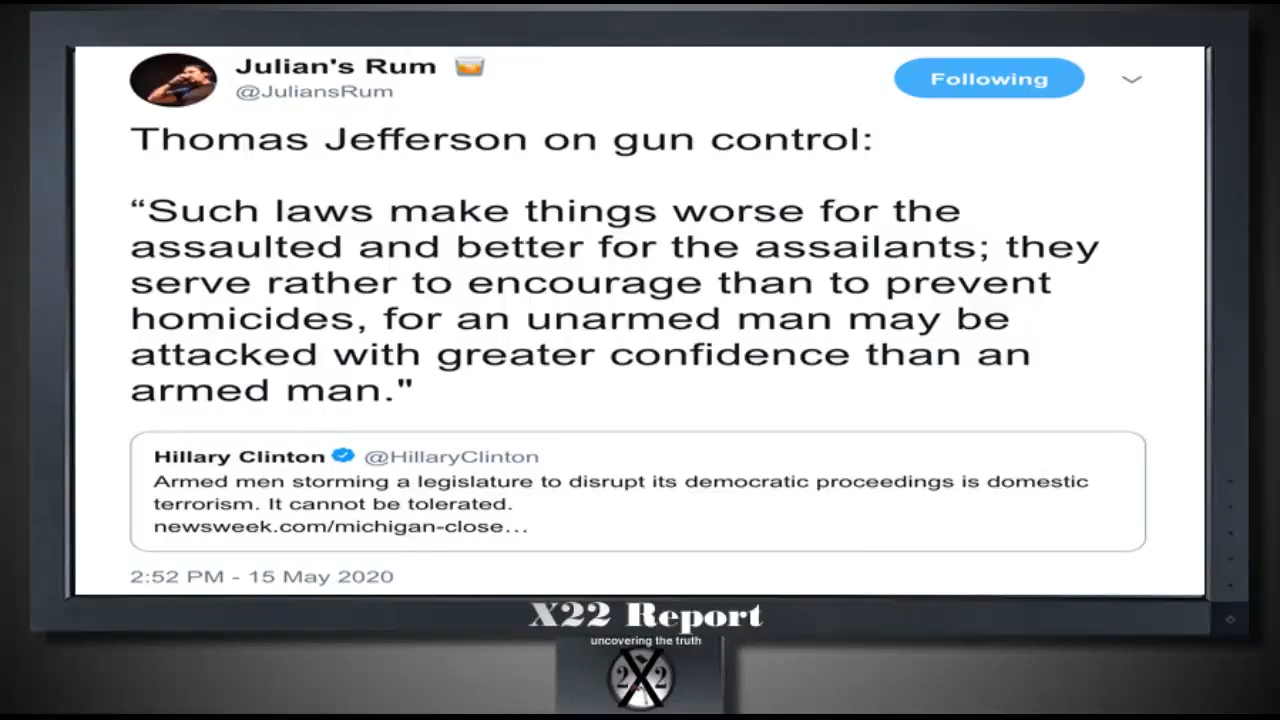 Julian's Rum
@JuliansRum
Following
Thomas Jefferson on gun control:
“Such laws make things worse for the
assaulted and better for the assailants; they
serve rather to encourage than to prevent
homicides, for an unarmed man may be
attacked with greater confidence than an
armed man."
Hillary Clinton @HillaryClinton
Armed men storming a legislature to disrupt its democratic proceedings is domestic
terrorism. It cannot be tolerated.
newsweek.com/michigan-close...
2:52 PM - 15 May 2020
X22 Report
uncovering the truth
2X2